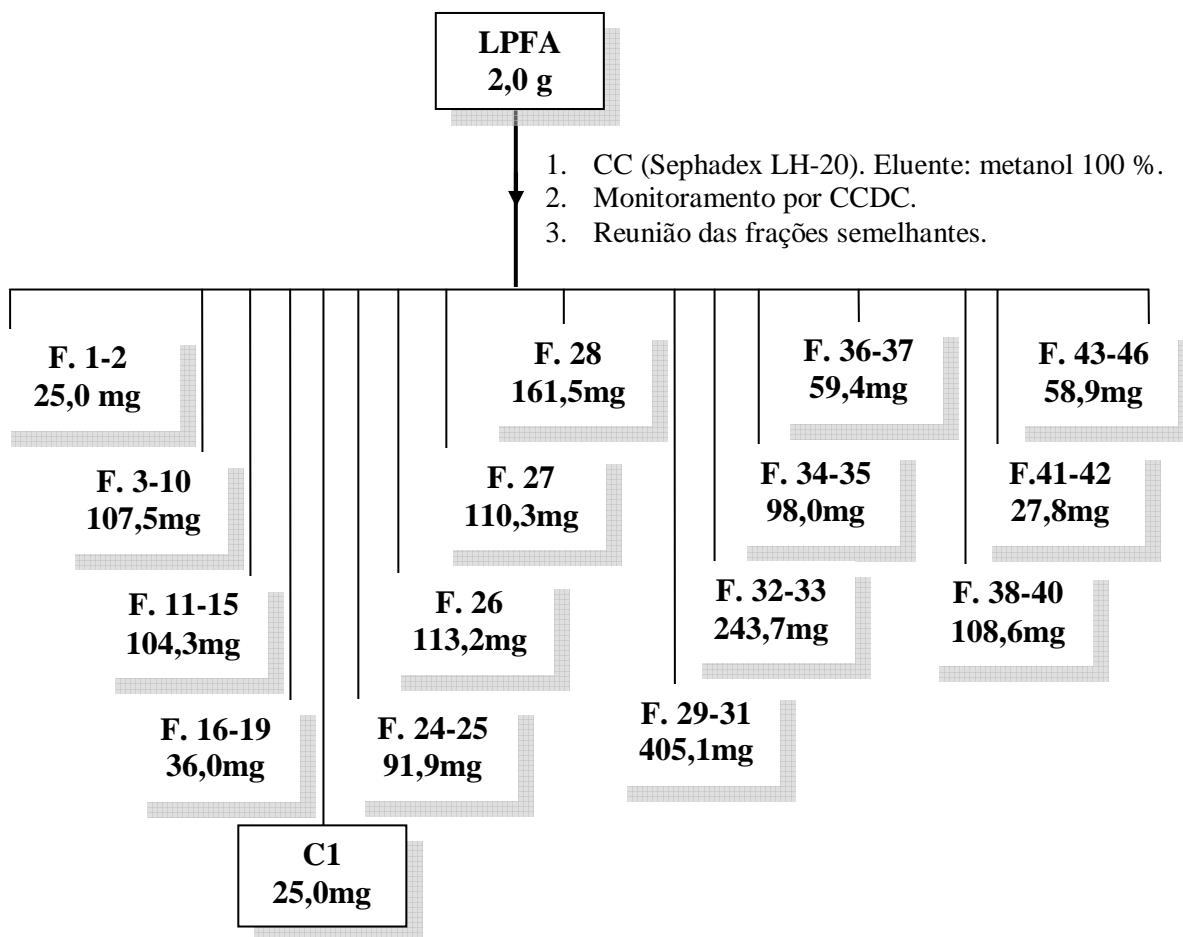 LPFA
2,0 g
1. CC (Sephadex LH-20). Eluente: metanol 100 %.
2. Monitoramento por CCDC.
3. Reunião das frações semelhantes.
F. 1-2
25,0 mg
F. 3-10
107,5mg
F. 11-15
104,3mg
F. 16-19
36,0mg
C1
25,0mg
F. 24-25
91,9mg
F. 26
113,2mg
F. 27
110,3mg
F. 28
161,5mg
F. 29-31
405,1mg
F. 32-33
243,7mg
F. 34-35
98,0mg
F. 36-37
59,4mg
F. 38-40
108,6mg
F.41-42
27,8mg
F. 43-46
58,9mg